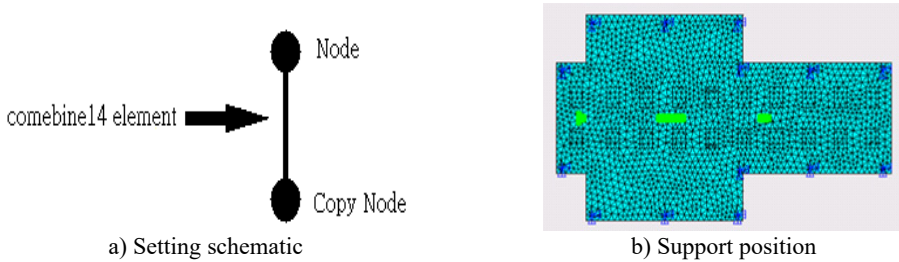 Node
comebine14 element
Copy Node
a) Setting schematic
b) Support position